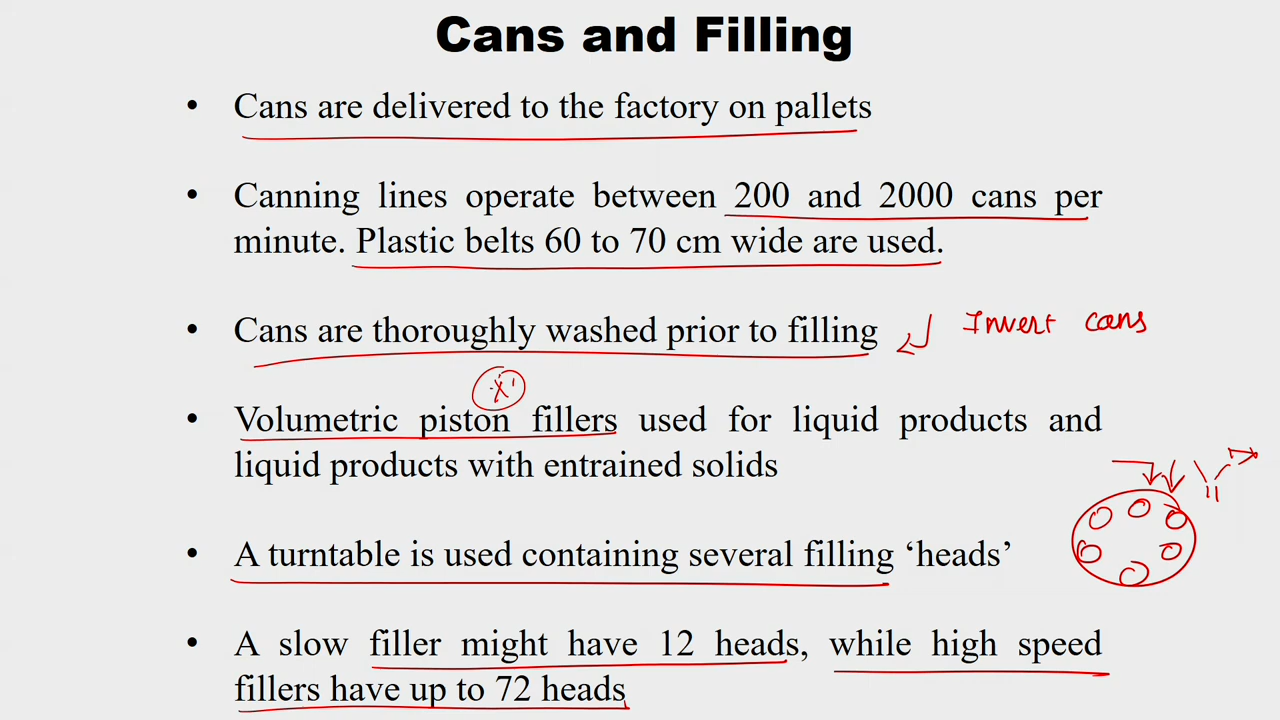 Cans and Filling
• Cans are delivered to the factory on pallets
• Canning lines operate between 200 and 2000 cans per
minute. Plastic belts 60 to 70 cm wide are used.
• Cans are thoroughly washed prior to filling Invert cans
• Volumetric piston fillers used for liquid products and
liquid products with entrained solids
• A turntable is used containing several filling ‘heads’
• A slow filler might have 12 heads, while high speed
fillers have up to 72 heads